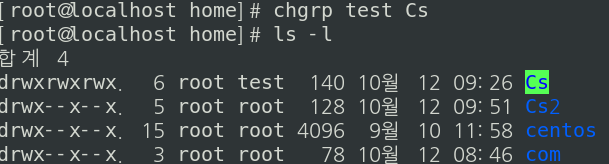 [root@localhost home]# chgrp test Cs
[root@localhost home]# ls -l
합계 4
drwxrwxrwx.  6 root test  140 10월  12 09:26 Cs
drwx--x--x.  5 root root  128 10월  12 09:51 Cs2
drwx--x--x. 15 root root 4096  9월  10 11:58 centos
drwx--x--x.  3 root root   78 10월  12 08:46 com